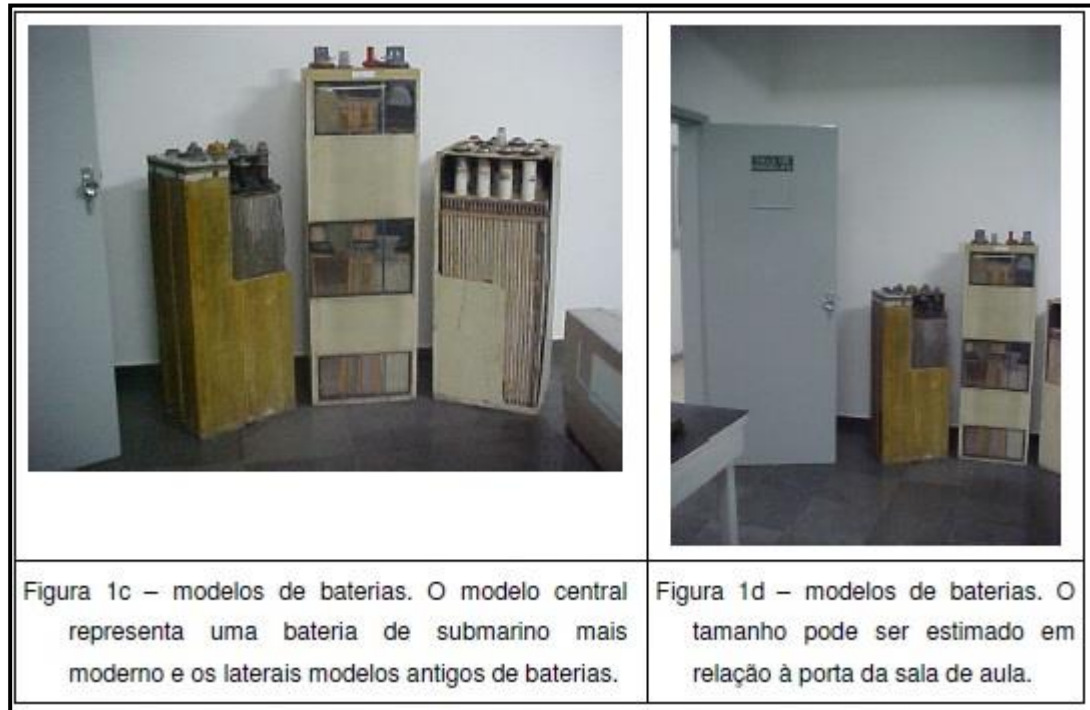 Figura 1c – modelos de baterias. O modelo central
representa uma bateria de submarino mais
moderno e os laterais modelos antigos de baterias.
Figura 1d – modelos de baterias. O
tamanho pode ser estimado em
relação à porta da sala de aula.